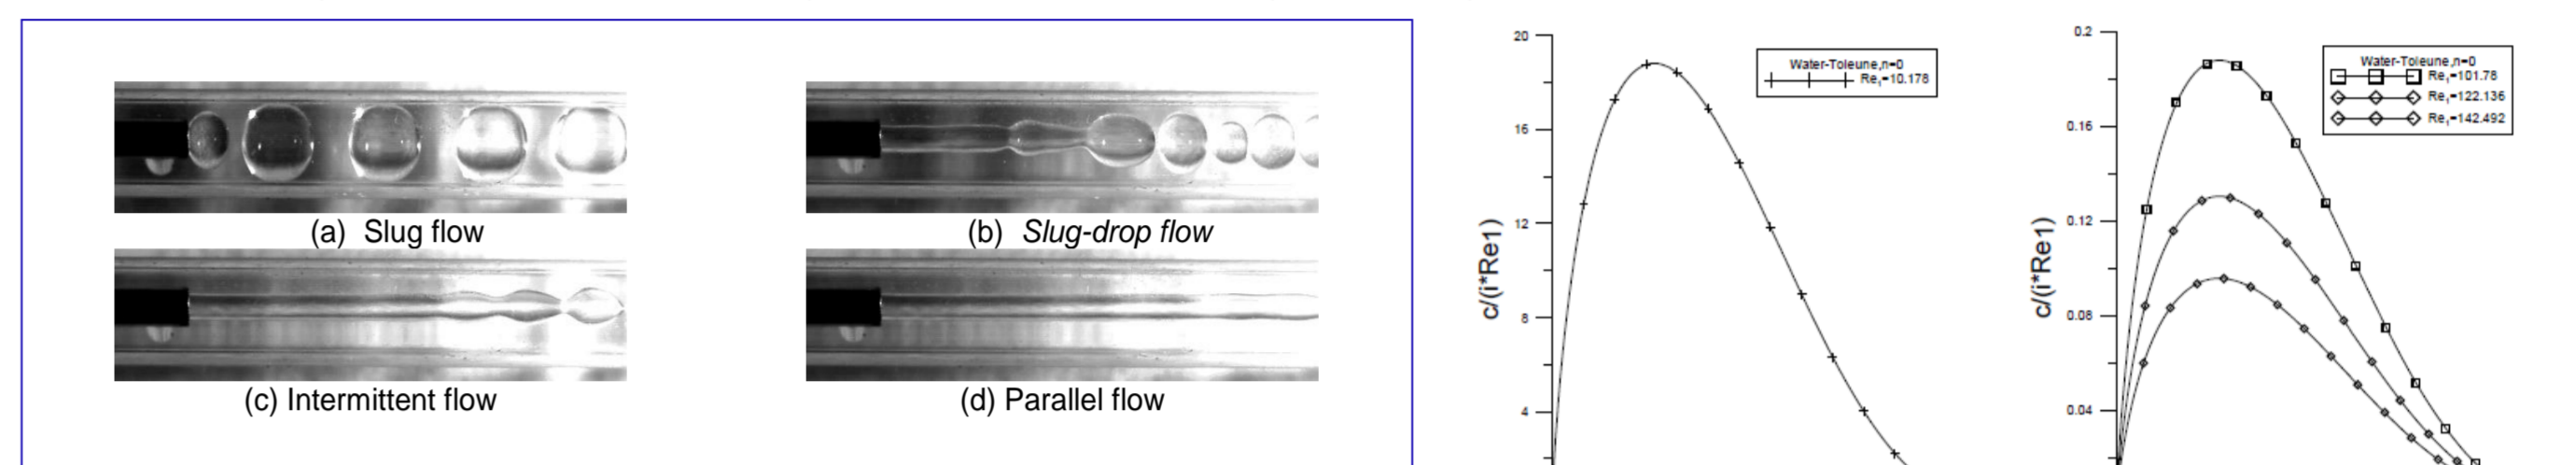 (a) Slug flow
(b) Slug-drop flow
(c) Intermittent flow
(d) Parallel flow
20
16
12
8
4
c/(i*Re1)
Water-Toleune,n=0
Re₁=10.178
0.2
0.16
0.12
0.08
0.04
c/(i*Re1)
Water-Toleune,n=0
Re₁=101.78
Re₁=122.136
Re₁=142.492